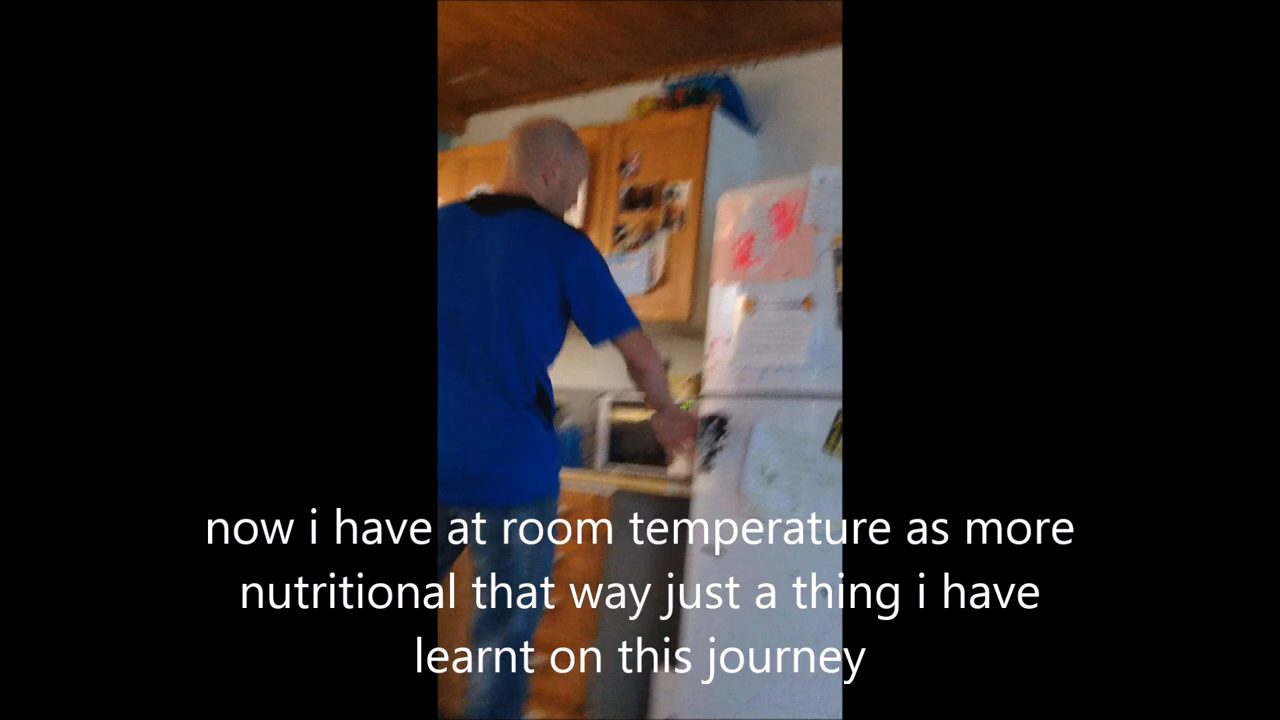 now i have at room temperature as more
nutritional that way just a thing i have
learnt on this journey